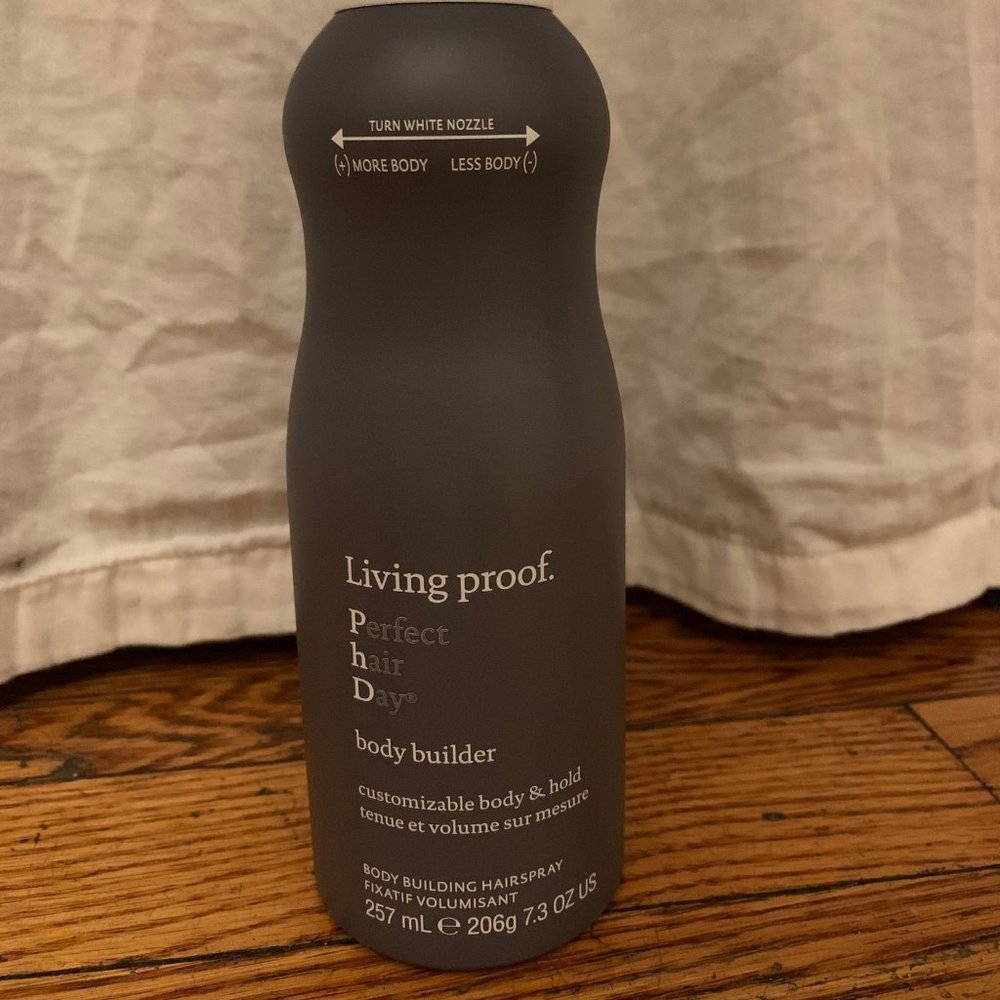 TURN WHITE NOZZLE
(+) MORE BODY LESS BODY (-)
Living proof.
Perfect
hair
Day®
body builder
customizable body & hold
tenue et volume sur mesure
BODY BUILDING HAIRSPRAY
FIXATIF VOLUMISANT
257 mL ℮ 206g 7.3 OZ US